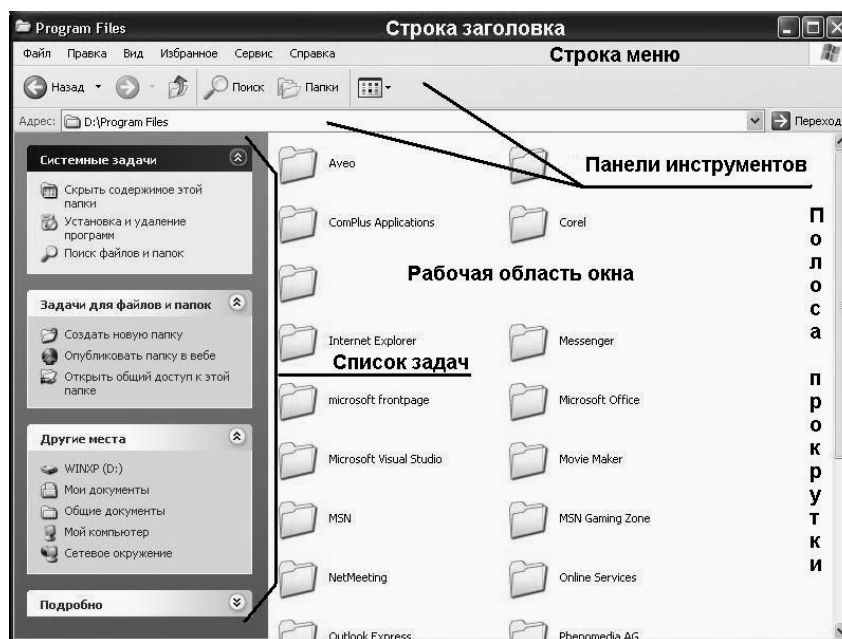 Program Files
Строка заголовка
Файл Правка Вид Избранное Сервис Справка
Строка меню
Назад Поиск Папки
Адрес: D:\Program Files Переход
Панели инструментов
Системные задачи
Скрыть содержимое этой
папки
Установка и удаление
программ
Поиск файлов и папок
Задачи для файлов и папок
Создать новую папку
Опубликовать папку в вебе
Открыть общий доступ к этой
папке
Другие места
WINXP (D:)
Мои документы
Общие документы
Мой компьютер
Сетевое окружение
Подробно
Список задач
Aveo
ComPlus Applications Corel
Рабочая область окна
Internet Explorer Messenger
microsoft frontpage Microsoft Office
Microsoft Visual Studio Movie Maker
MSN MSN Gaming Zone
NetMeeting Online Services
Outlook Express Phenomedia AG
Полоса прокрутки